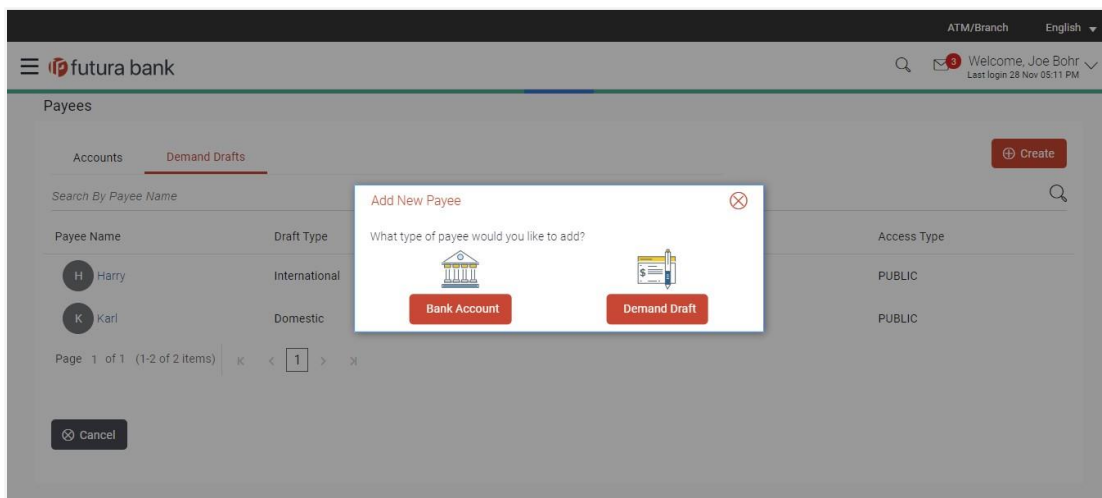 ATM/Branch English
futura bank
3
Welcome, Joe Bohr
Last login 28 Nov 05:11 PM
Payees
Accounts Demand Drafts
Create
Search By Payee Name
Payee Name Draft Type Access Type
H Harry International PUBLIC
K Karl Domestic PUBLIC
Page 1 of 1 (1-2 of 2 items) 1
Cancel
Add New Payee
What type of payee would you like to add?
$
Bank Account Demand Draft